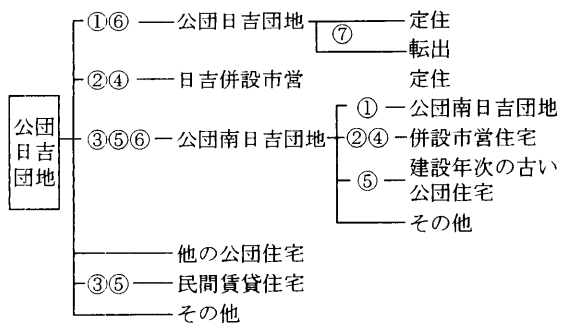 ①⑥ 公団日吉団地 ⑦ 定住
転出
②④ 日吉併設市営 定住
公団
日吉
団地
③⑤⑥ 公団南日吉団地
① 公団南日吉団地
②④ 併設市営住宅
⑤ 建設年次の古い
公団住宅
その他
他の公団住宅
③⑤ 民間賃貸住宅
その他